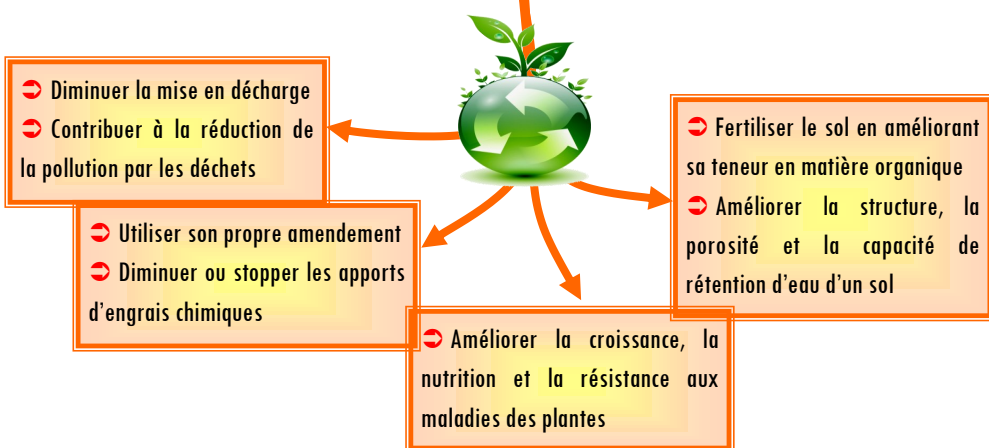 ➲ Diminuer la mise en décharge
➲ Contribuer à la réduction de
la pollution par les déchets
➲ Utiliser son propre amendement
➲ Diminuer ou stopper les apports
d'engrais chimiques
➲ Améliorer la croissance, la
nutrition et la résistance aux
maladies des plantes
➲ Fertiliser le sol en améliorant
sa teneur en matière organique
➲ Améliorer la structure, la
porosité et la capacité de
rétention d'eau d'un sol